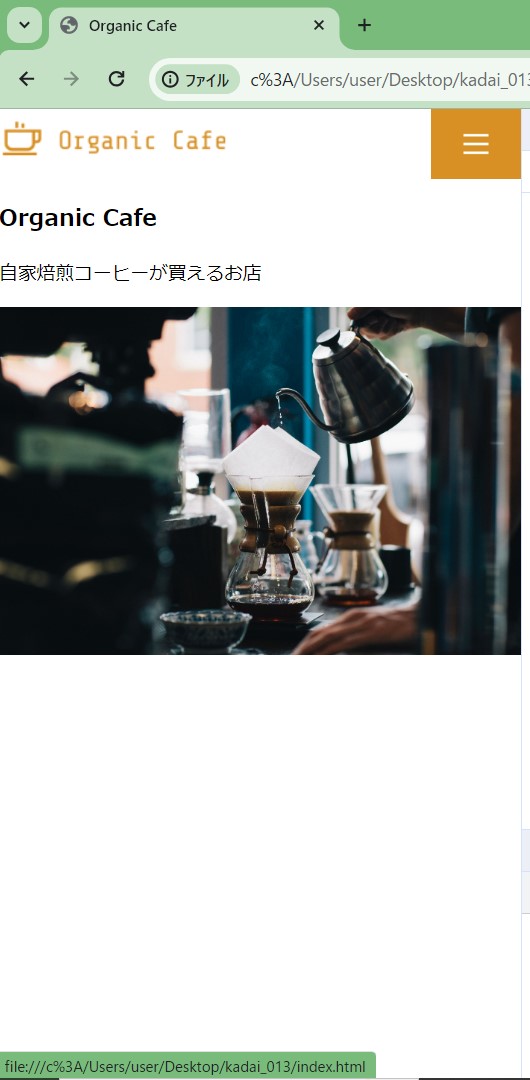 Organic Cafe
ファイル c%3A/Users/user/Desktop/kadai_013
Organic Cafe
Organic Cafe
自家焙煎コーヒーが買えるお店
file:///c%3A/Users/user/Desktop/kadai_013/index.html